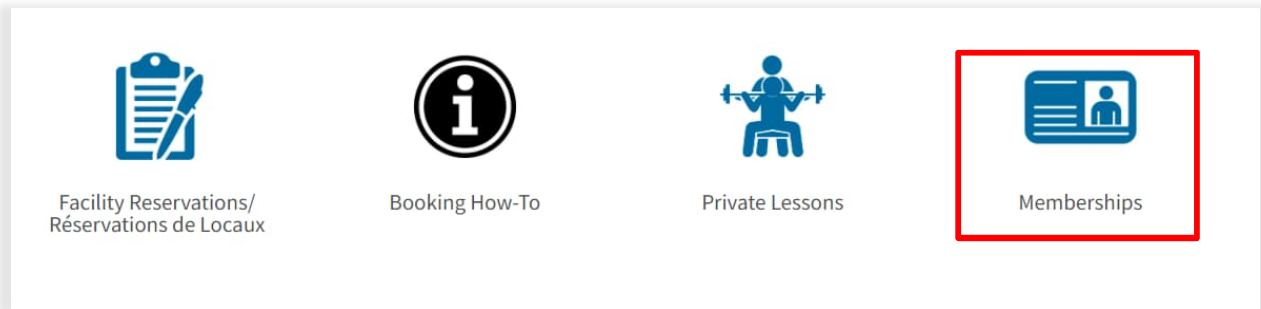 Facility Reservations/
Réservations de Locaux
Booking How-To
Private Lessons
Memberships